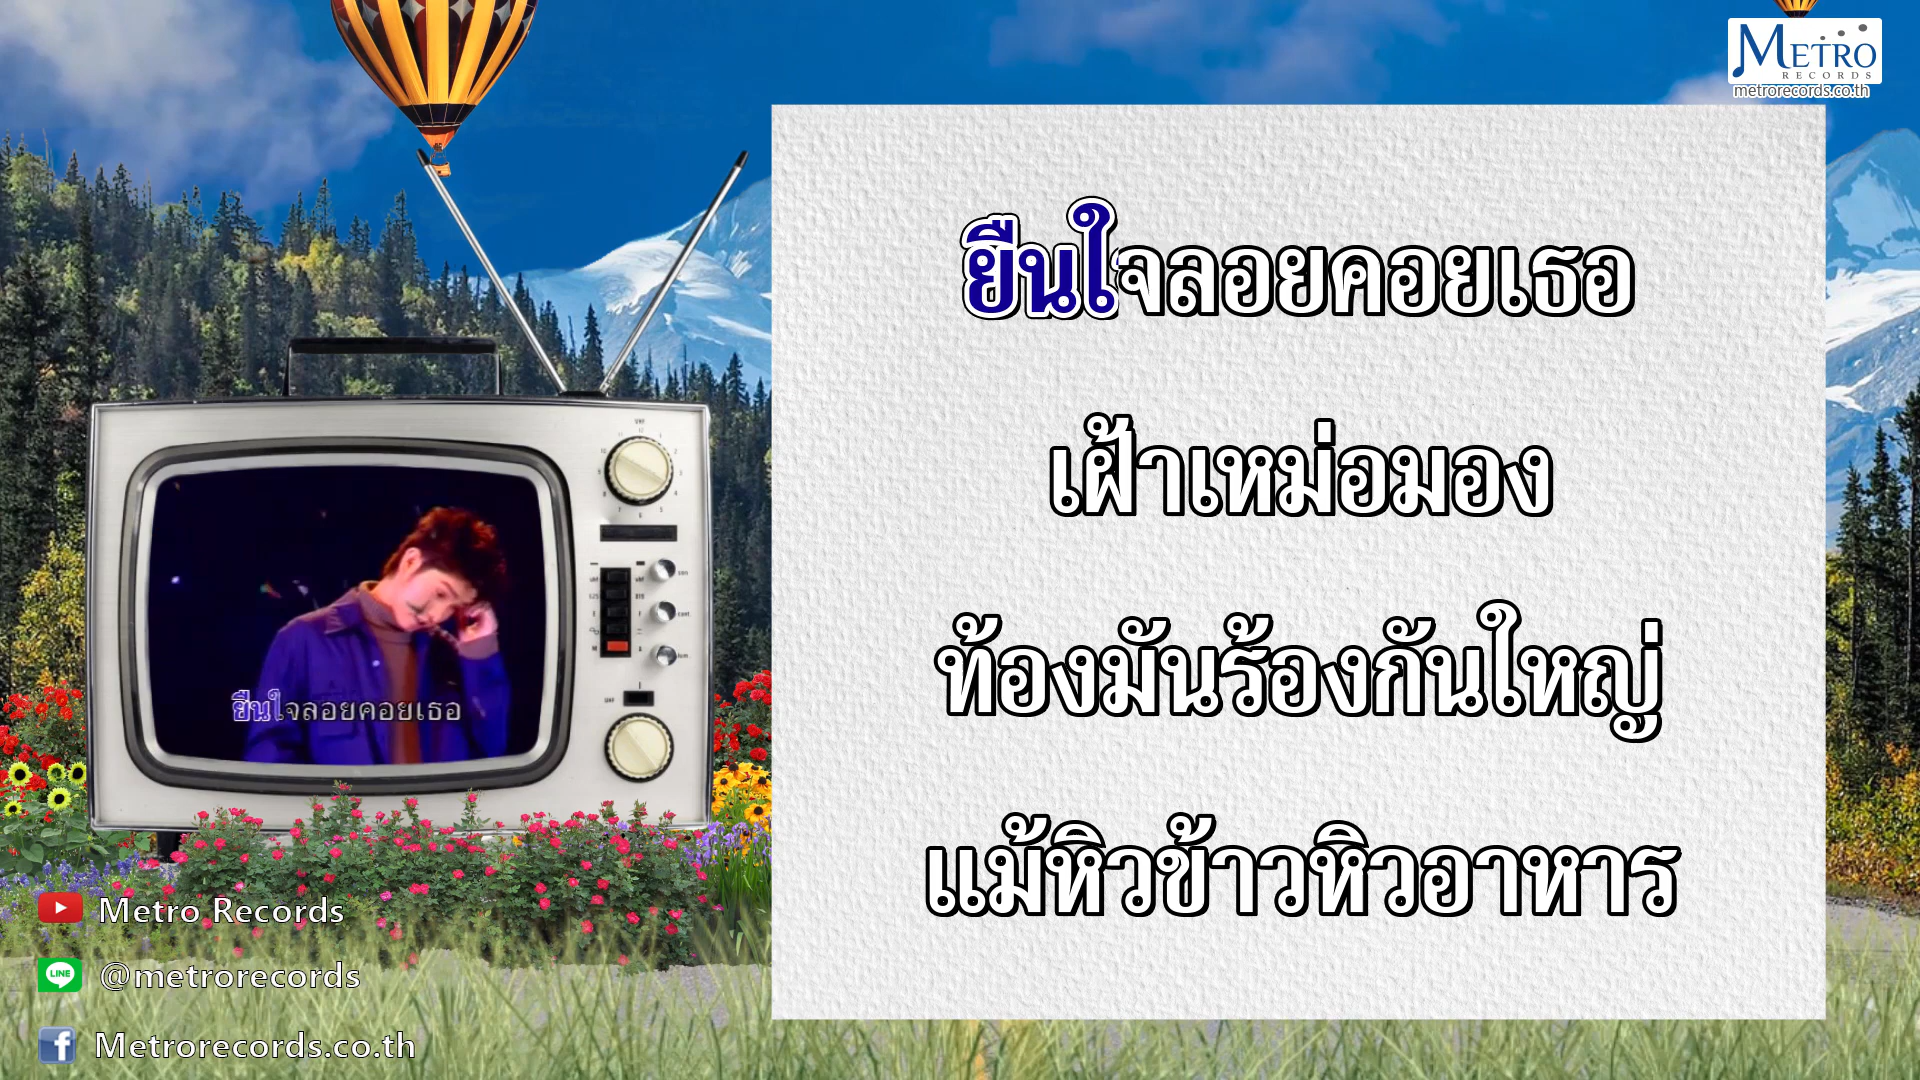 METRO
RECORDS
metrorecords.co.th
ยืนใจลอยคอยเธอ
เฝ้าเหม่อมอง
ท้องมันร้องกันใหญ่
แม้หิวข้าวหิวอาหาร
ยืนใจลอยคอยเธอ
Metro Records
LINE
@metrorecords
f
Metrorecords.co.th